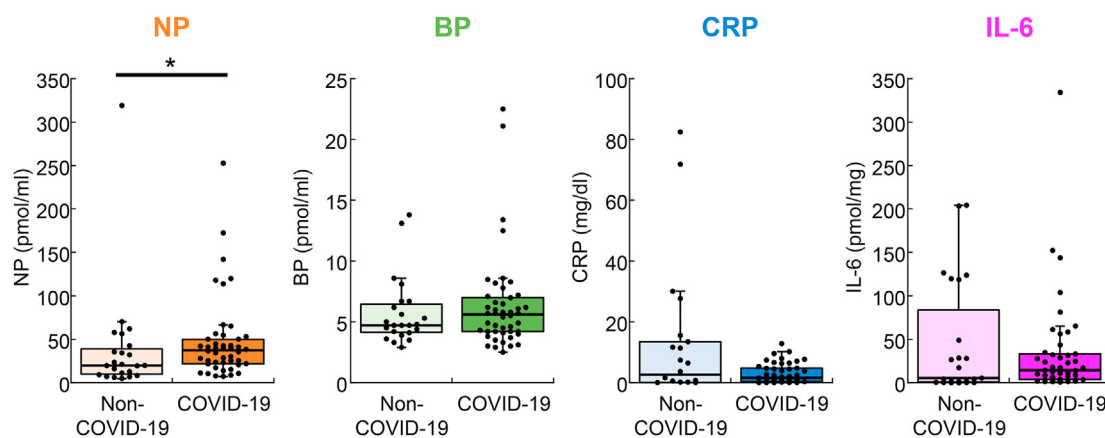 NP
BP
CRP
IL-6
*
350
300
250
200
150
100
50
0
NP (pmol/ml)
Non-
COVID-19
COVID-19
25
20
15
10
5
0
BP (pmol/ml)
Non-
COVID-19
COVID-19
100
80
60
40
20
0
CRP (mg/dl)
Non-
COVID-19
COVID-19
350
300
250
200
150
100
50
0
IL-6 (pmol/mg)
Non-
COVID-19
COVID-19